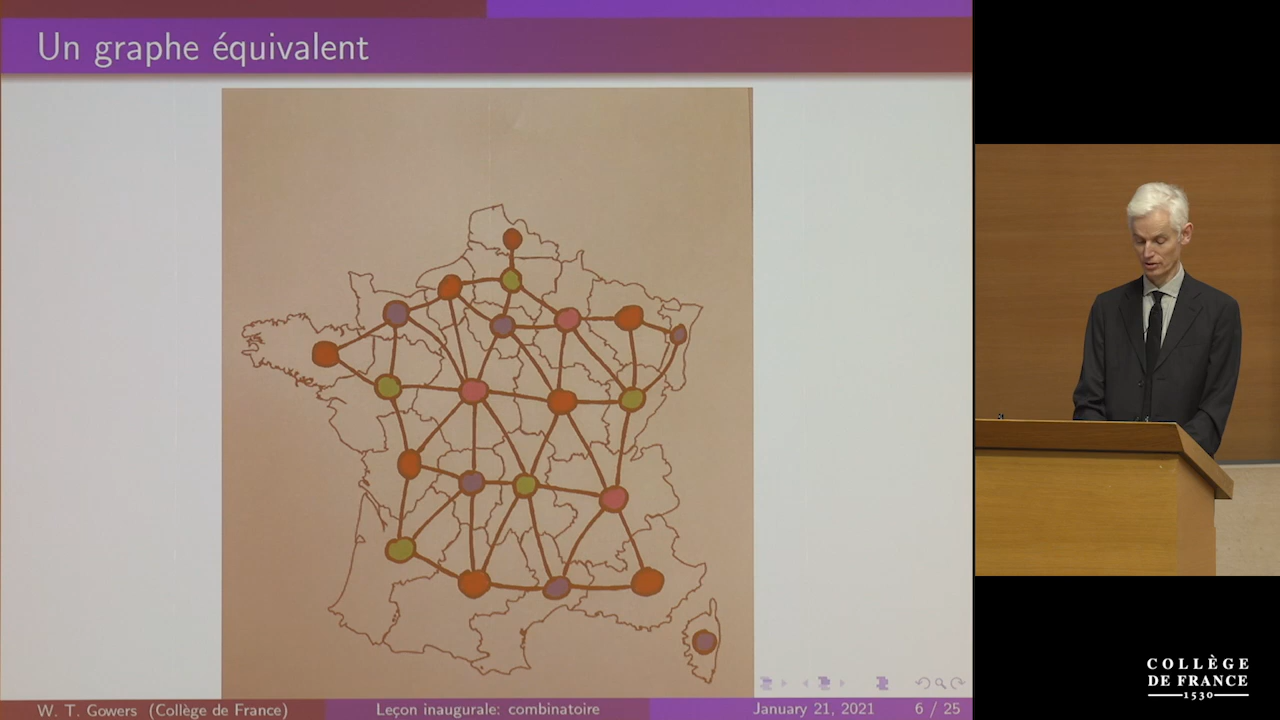 Un graphe équivalent
W. T. Gowers (Collège de France)
Leçon inaugurale: combinatoire
January 21, 2021
6 / 25
COLLÈGE
DE FRANCE
1530